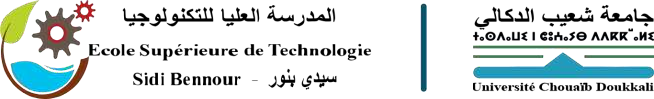 المدرسة العليا للتكنولوجيا
Ecole Supérieure de Technologie
Sidi Bennour - سيدي بنور
جامعة شعيب الدكالي
Université Chouaïb Doukkali